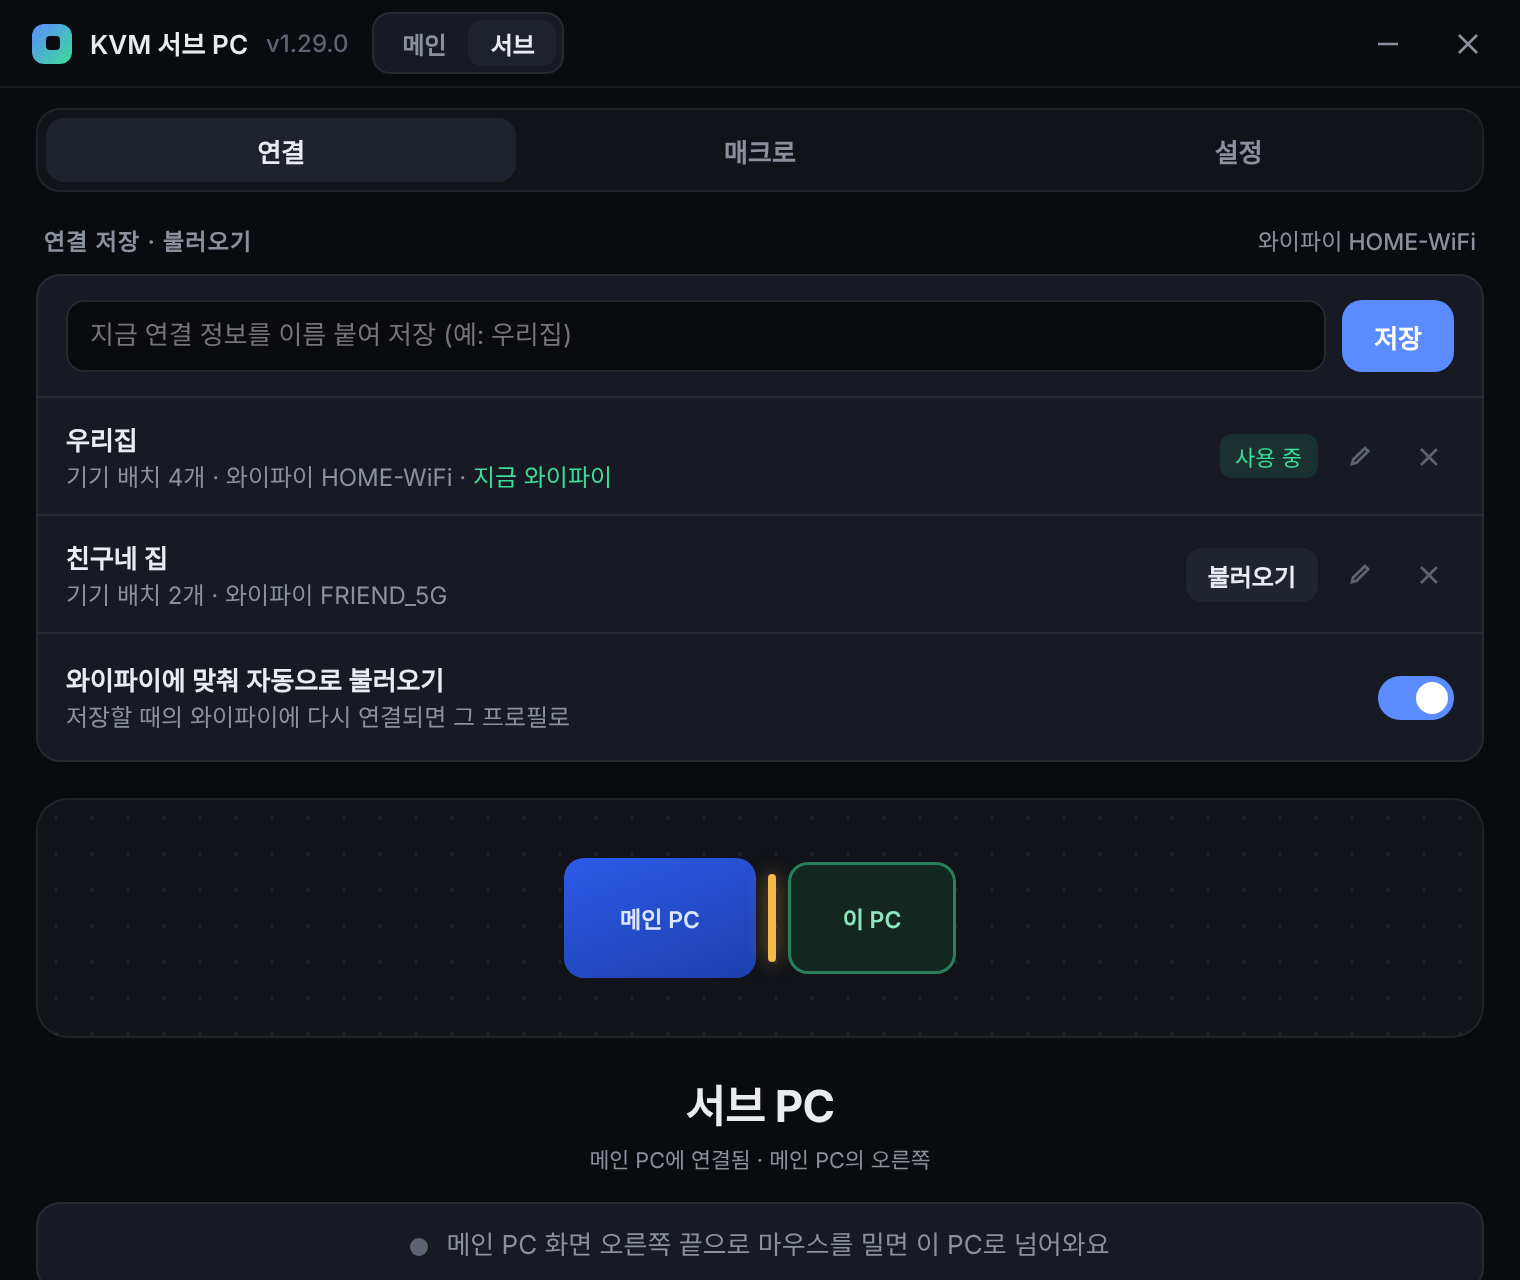 KVM 서브 PC v1.29.0 메인 서브
연결 매크로 설정
연결 저장 · 불러오기 와이파이 HOME-WiFi
지금 연결 정보를 이름 붙여 저장 (예: 우리집) 저장
우리집
기기 배치 4개 · 와이파이 HOME-WiFi · 지금 와이파이
사용 중
친구네 집
기기 배치 2개 · 와이파이 FRIEND_5G
불러오기
와이파이에 맞춰 자동으로 불러오기
저장할 때의 와이파이에 다시 연결되면 그 프로필로
메인 PC 이 PC
서브 PC
메인 PC에 연결됨 · 메인 PC의 오른쪽
메인 PC 화면 오른쪽 끝으로 마우스를 밀면 이 PC로 넘어와요